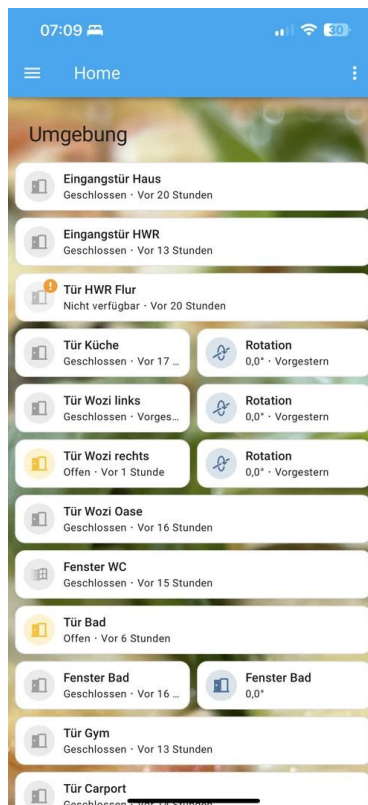 07:09
30
Home
Umgebung
Eingangstür Haus
Geschlossen · Vor 20 Stunden
Eingangstür HWR
Geschlossen · Vor 13 Stunden
Tür HWR Flur
Nicht verfügbar · Vor 20 Stunden
Tür Küche
Geschlossen · Vor 17 ...
Rotation
0,0° · Vorgestern
Tür Wozi links
Geschlossen · Vorges...
Rotation
0,0° · Vorgestern
Tür Wozi rechts
Offen · Vor 1 Stunde
Rotation
0,0° · Vorgestern
Tür Wozi Oase
Geschlossen · Vor 16 Stunden
Fenster WC
Geschlossen · Vor 15 Stunden
Tür Bad
Offen · Vor 6 Stunden
Fenster Bad
Geschlossen · Vor 16 ...
Fenster Bad
0,0°
Tür Gym
Geschlossen · Vor 13 Stunden
Tür Carport
Geschlossen · Vor 14 Stunden